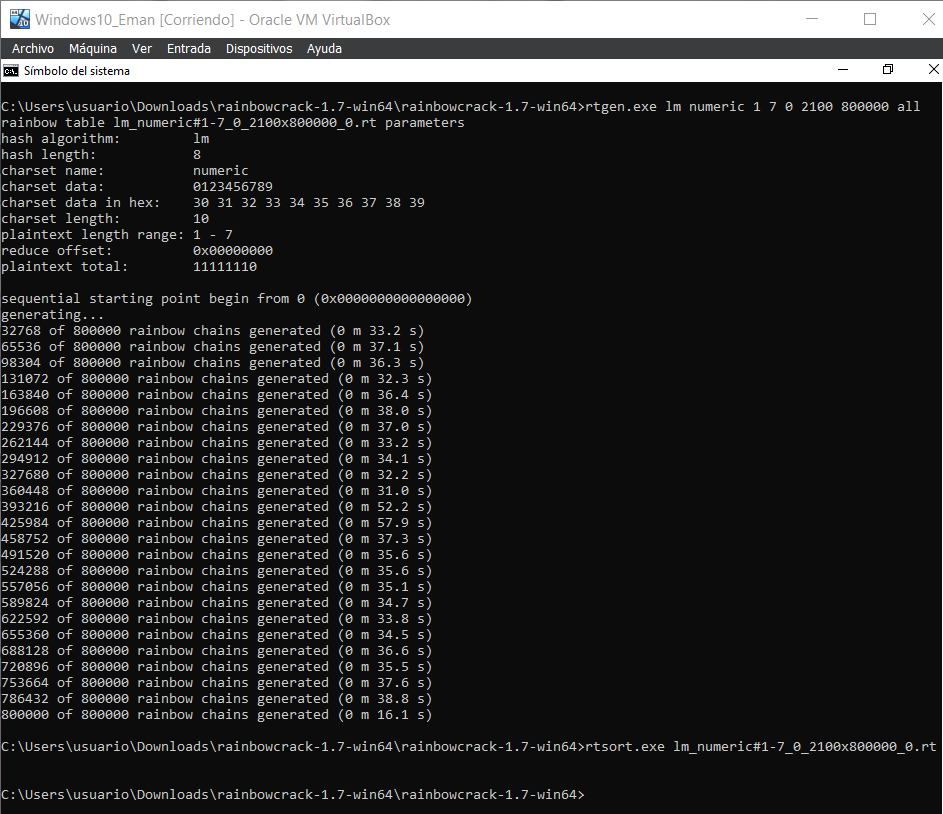 Windows10_Eman [Corriendo] - Oracle VM VirtualBox
Archivo Máquina Ver Entrada Dispositivos Ayuda
Símbolo del sistema
C:\Users\usuario\Downloads\rainbowcrack-1.7-win64\rainbowcrack-1.7-win64>rtgen.exe lm numeric 1 7 0 2100 800000 all
rainbow table lm_numeric#1-7_0_2100x800000_0.rt parameters
hash algorithm: lm
hash length: 8
charset name: numeric
charset data: 0123456789
charset data in hex: 30 31 32 33 34 35 36 37 38 39
charset length: 10
plaintext length range: 1 - 7
reduce offset: 0x00000000
plaintext total: 11111110
sequential starting point begin from 0 (0x0000000000000000)
generating...
32768 of 800000 rainbow chains generated (0 m 33.2 s)
65536 of 800000 rainbow chains generated (0 m 37.1 s)
98304 of 800000 rainbow chains generated (0 m 36.3 s)
131072 of 800000 rainbow chains generated (0 m 32.3 s)
163840 of 800000 rainbow chains generated (0 m 36.4 s)
196608 of 800000 rainbow chains generated (0 m 38.0 s)
229376 of 800000 rainbow chains generated (0 m 37.0 s)
262144 of 800000 rainbow chains generated (0 m 33.2 s)
294912 of 800000 rainbow chains generated (0 m 34.1 s)
327680 of 800000 rainbow chains generated (0 m 32.2 s)
360448 of 800000 rainbow chains generated (0 m 31.0 s)
393216 of 800000 rainbow chains generated (0 m 52.2 s)
425984 of 800000 rainbow chains generated (0 m 57.9 s)
458752 of 800000 rainbow chains generated (0 m 37.3 s)
491520 of 800000 rainbow chains generated (0 m 35.6 s)
524288 of 800000 rainbow chains generated (0 m 35.6 s)
557056 of 800000 rainbow chains generated (0 m 35.1 s)
589824 of 800000 rainbow chains generated (0 m 34.7 s)
622592 of 800000 rainbow chains generated (0 m 33.8 s)
655360 of 800000 rainbow chains generated (0 m 34.5 s)
688128 of 800000 rainbow chains generated (0 m 36.6 s)
720896 of 800000 rainbow chains generated (0 m 35.5 s)
753664 of 800000 rainbow chains generated (0 m 37.6 s)
786432 of 800000 rainbow chains generated (0 m 38.8 s)
800000 of 800000 rainbow chains generated (0 m 16.1 s)
C:\Users\usuario\Downloads\rainbowcrack-1.7-win64\rainbowcrack-1.7-win64>rtsort.exe lm_numeric#1-7_0_2100x800000_0.rt
C:\Users\usuario\Downloads\rainbowcrack-1.7-win64\rainbowcrack-1.7-win64>